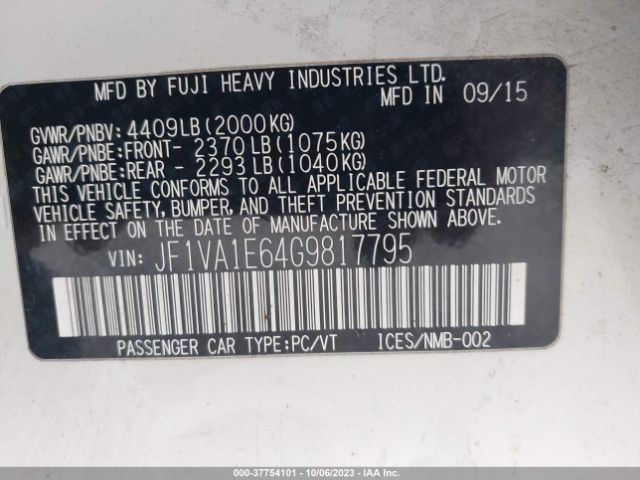 MFD BY FUJI HEAVY INDUSTRIES LTD.
MFD IN 09/15
GVWR/PNBV: 4409LB(2000KG)
GAWR/PNBE:FRONT- 2370LB(1075KG)
GAWR/PNBE:REAR - 2293LB(1040KG)
THIS VEHICLE CONFORMS TO ALL APPLICABLE FEDERAL MOTOR
VEHICLE SAFETY, BUMPER, AND THEFT PREVENTION STANDARDS
IN EFFECT ON THE DATE OF MANUFACTURE SHOWN ABOVE.
VIN: JF1VA1E64G9817795
PASSENGER CAR TYPE:PC/VT ICES/NMB-002
000-37754101 - 10/06/2023 - IAA Inc.